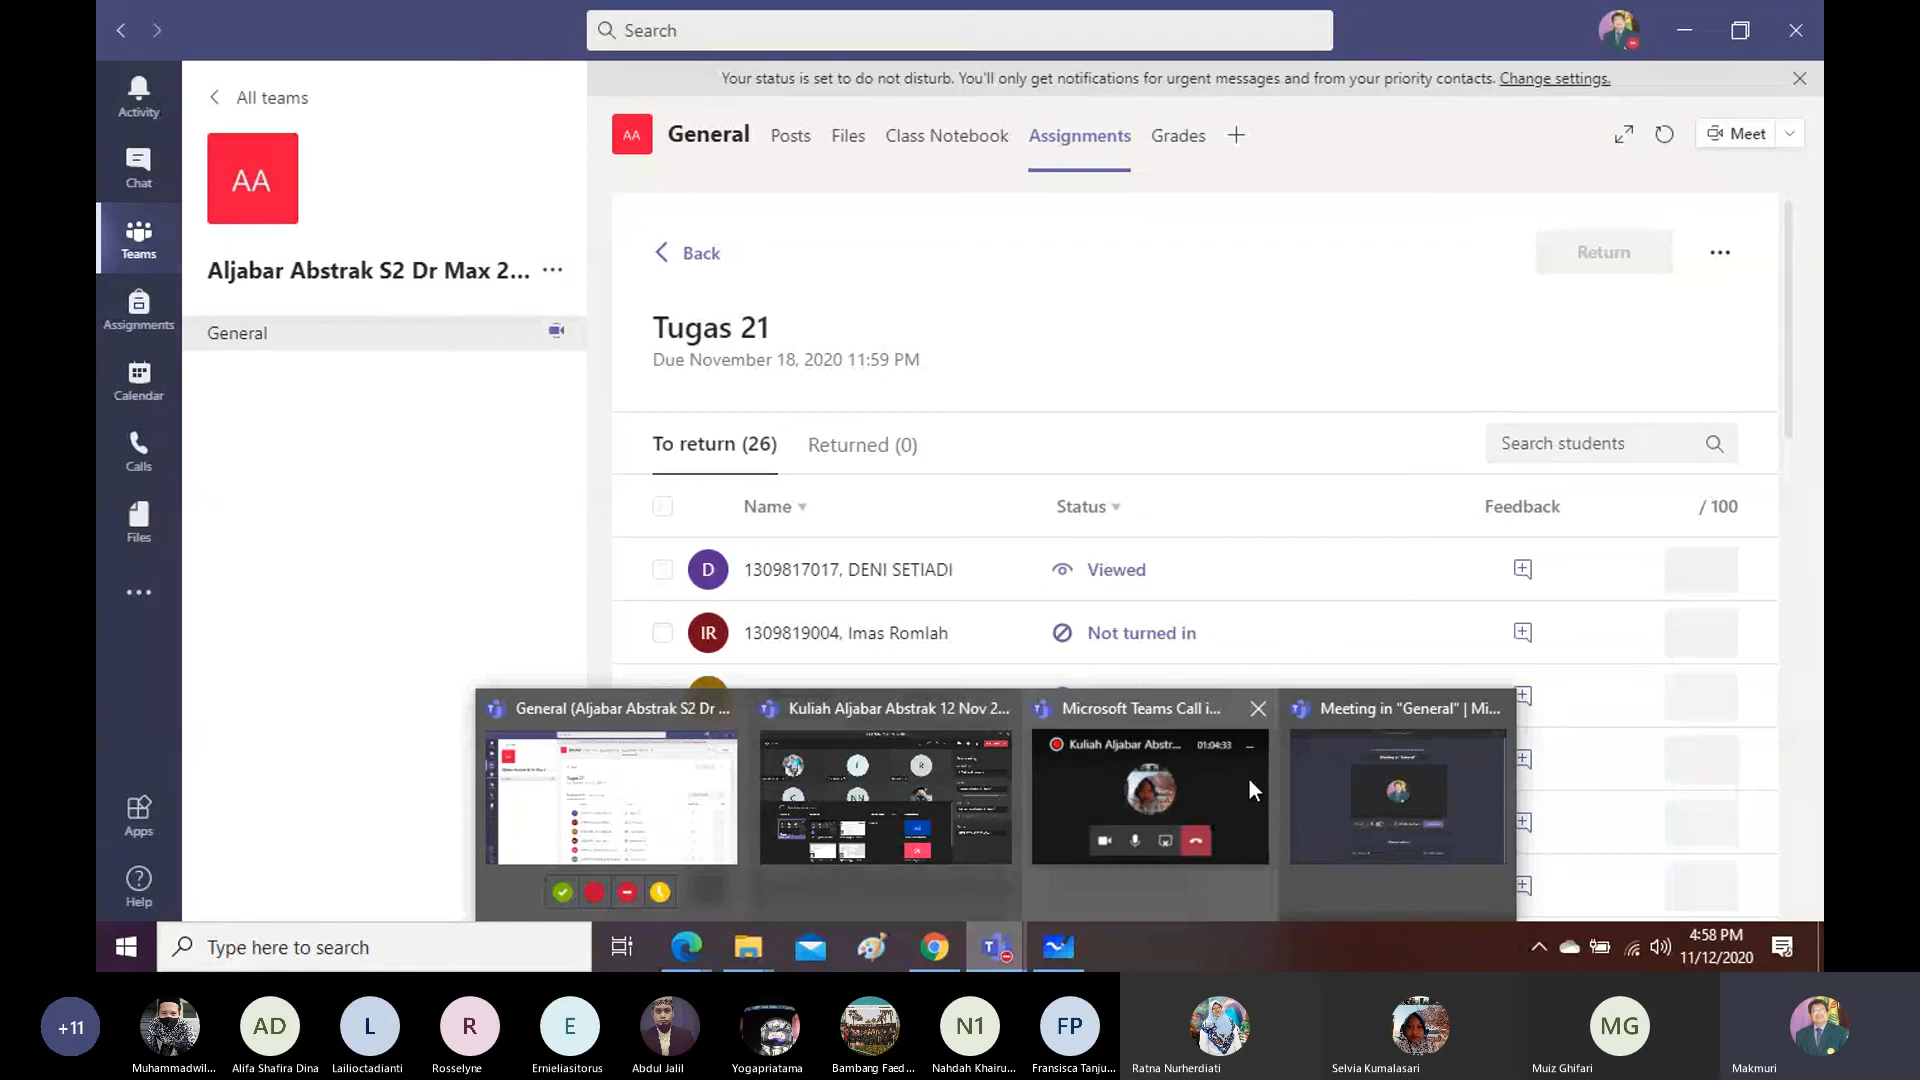 Search
Your status is set to do not disturb. You'll only get notifications for urgent messages and from your priority contacts. Change settings.
Activity
Chat
Teams
Assignments
Calendar
Calls
Files
Apps
Help
All teams
AA
Aljabar Abstrak S2 Dr Max 2...
General
AA General Posts Files Class Notebook Assignments Grades
Meet
Back
Return
Tugas 21
Due November 18, 2020 11:59 PM
To return (26) Returned (0)
Search students
Name Status Feedback / 100
D 1309817017, DENI SETIADI Viewed
IR 1309819004, Imas Romlah Not turned in
General (Aljabar Abstrak S2 Dr ...
Kuliah Aljabar Abstrak 12 Nov 2...
Microsoft Teams Call i...
Meeting in "General" | Mi...
Kuliah Aljabar Abstr... 01:04:33
Type here to search
4:58 PM
11/12/2020
+11
AD
L
R
E
N1
FP
MG
Muhammadwil...
Alifa Shafira Dina
Lailioctadianti
Rosselyne
Ernieliasitorus
Abdul Jalil
Yogapriatama
Bambang Faed...
Nahdah Khairu...
Fransisca Tanju...
Ratna Nurherdiati
Selvia Kumalasari
Muiz Ghifari
Makmuri